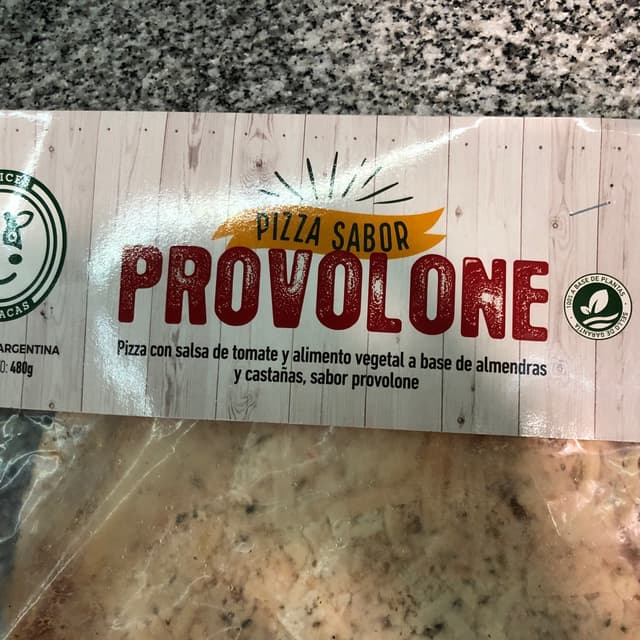 PIZZA SABOR
PROVOLONE
Pizza con salsa de tomate y alimento vegetal a base de almendras
y castañas, sabor provolone
ARGENTINA
480g
100% A BASE DE PLANTAS
SELLO DE GARANTÍA